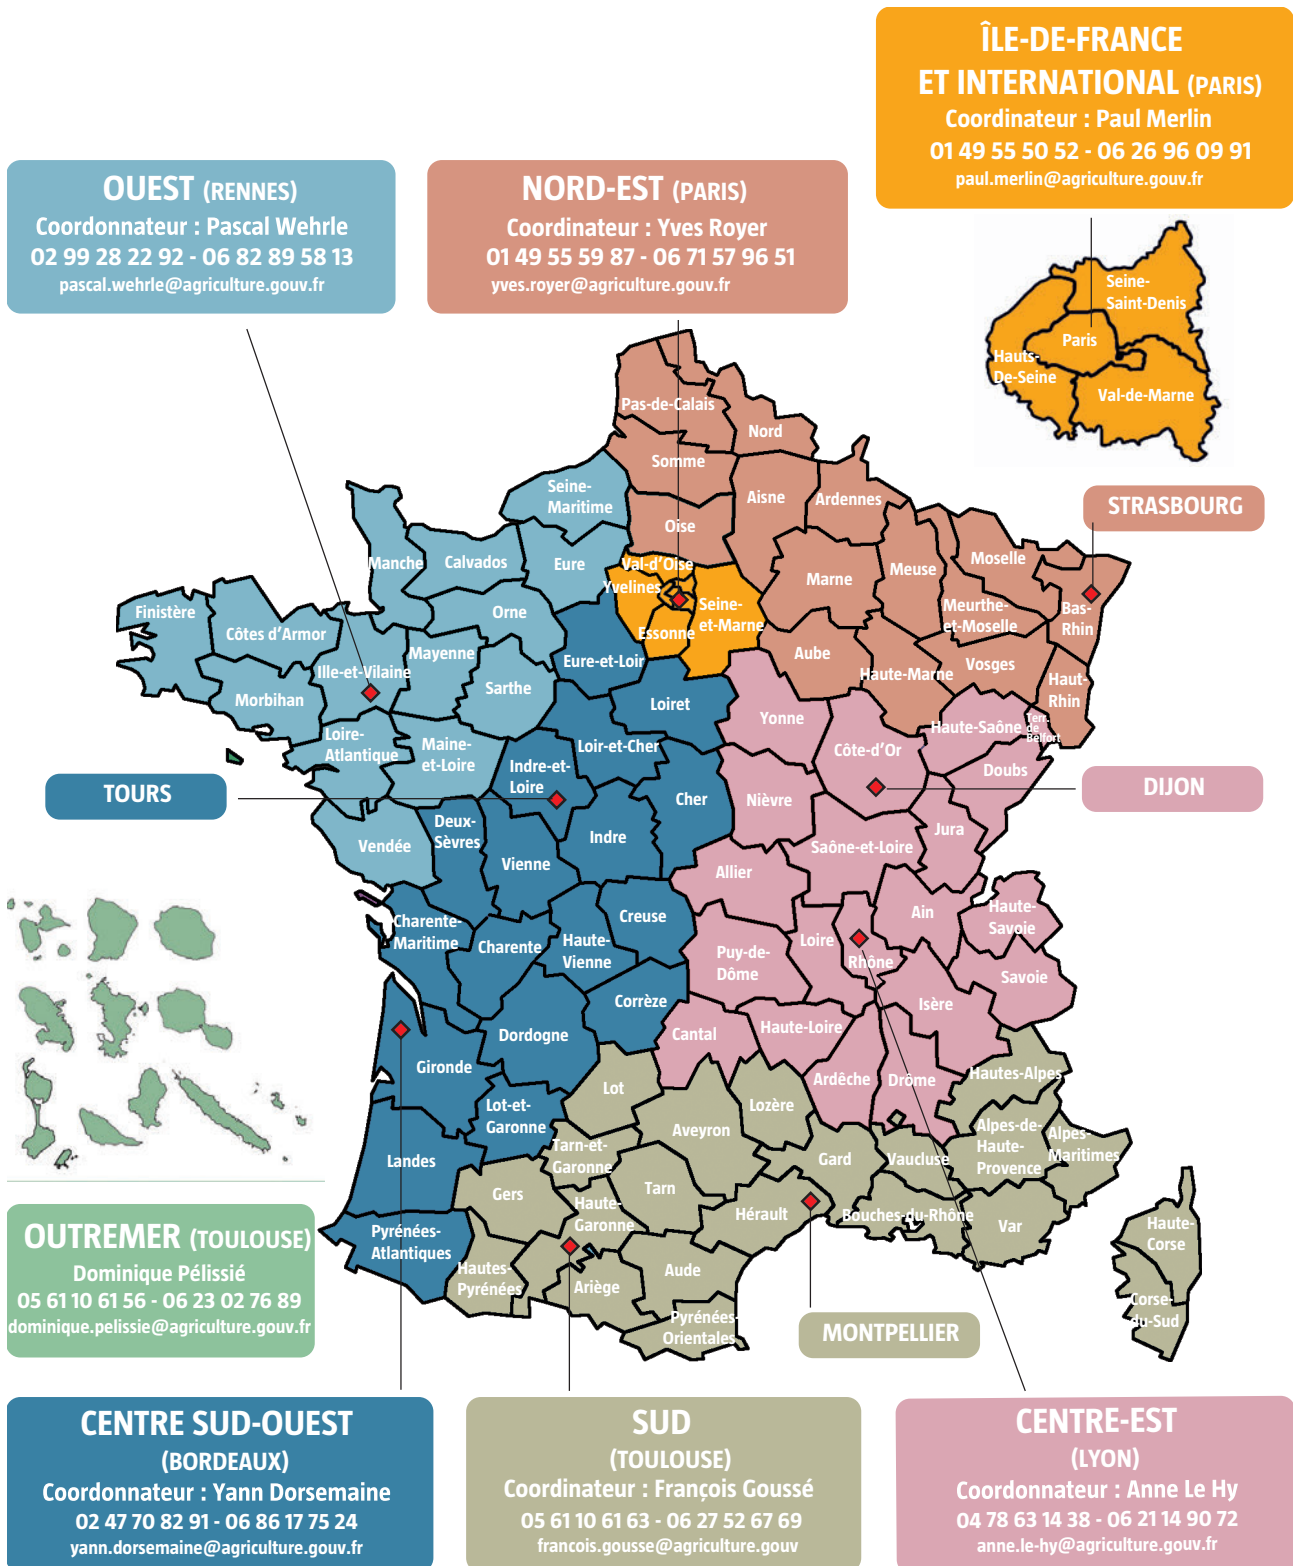 ÎLE-DE-FRANCE
ET INTERNATIONAL (PARIS)
Coordinateur : Paul Merlin
01 49 55 50 52 - 06 26 96 09 91
paul.merlin@agriculture.gouv.fr
OUEST (RENNES)
Coordonnateur : Pascal Wehrle
02 99 28 22 92 - 06 82 89 58 13
pascal.wehrle@agriculture.gouv.fr
NORD-EST (PARIS)
Coordinateur : Yves Royer
01 49 55 59 87 - 06 71 57 96 51
yves.royer@agriculture.gouv.fr
Seine-
Saint-Denis
Paris
Hauts-
De-Seine
Val-de-Marne
STRASBOURG
Pas-de-Calais
Nord
Somme
Seine-
Maritime
Aisne
Ardennes
Oise
Manche
Calvados
Eure
Val-d'Oise
Yvelines
Seine-
et-Marne
Essonne
Marne
Meuse
Moselle
Meurthe-
et-Moselle
Bas-
Rhin
Finistère
Côtes d'Armor
Orne
Mayenne
Ille-et-Vilaine
Morbihan
Sarthe
Eure-et-Loir
Aube
Haute-Marne
Vosges
Haut-
Rhin
Loiret
Yonne
Haute-Saône
Terr.
de
Belfort
Loire-
Atlantique
Maine-
et-Loire
Loir-et-Cher
Indre-et-
Loire
Côte-d'Or
Doubs
TOURS
Cher
Nièvre
DIJON
Deux-
Sèvres
Vendée
Vienne
Indre
Saône-et-Loire
Jura
Allier
Charente-
Maritime
Charente
Haute-
Vienne
Creuse
Puy-de-
Dôme
Loire
Rhône
Ain
Haute-
Savoie
Savoie
Corrèze
Isère
Dordogne
Cantal
Haute-Loire
Gironde
Lot
Lozère
Ardêche
Drôme
Hautes-Alpes
Lot-et-
Garonne
Aveyron
Alpes-de-
Haute-
Provence
Alpes-
Maritimes
Landes
Tarn-et-
Garonne
Gard
Vaucluse
Gers
Tarn
Haute-
Garonne
Hérault
Bouches-du-Rhône
Var
Haute-
Corse
Pyrénées-
Atlantiques
Hautes-
Pyrénées
Ariège
Aude
Pyrénées-
Orientales
Corse-
du-Sud
MONTPELLIER
OUTREMER (TOULOUSE)
Dominique Pélissié
05 61 10 61 56 - 06 23 02 76 89
dominique.pelissie@agriculture.gouv.fr
CENTRE SUD-OUEST
(BORDEAUX)
Coordonnateur : Yann Dorsemaine
02 47 70 82 91 - 06 86 17 75 24
yann.dorsemaine@agriculture.gouv.fr
SUD
(TOULOUSE)
Coordinateur : François Goussé
05 61 10 61 63 - 06 27 52 67 69
francois.gousse@agriculture.gouv
CENTRE-EST
(LYON)
Coordonnateur : Anne Le Hy
04 78 63 14 38 - 06 21 14 90 72
anne.le-hy@agriculture.gouv.fr